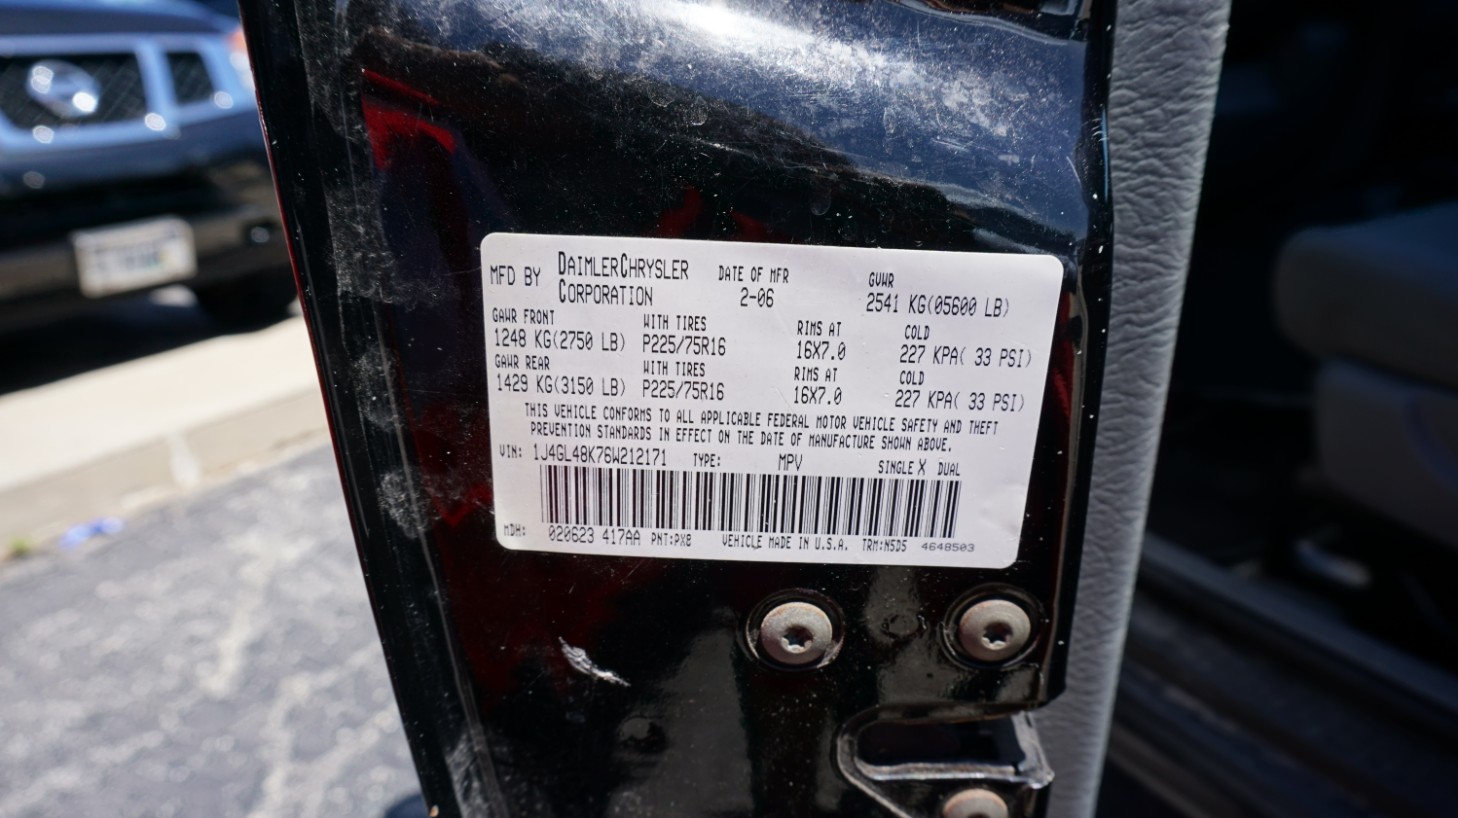 MFD BY DAIMLERCHRYSLER CORPORATION DATE OF MFR 2-06 GVWR 2541 KG(05600 LB)
GAWR FRONT WITH TIRES RIMS AT COLD
1248 KG(2750 LB) P225/75R16 16X7.0 227 KPA( 33 PSI)
GAWR REAR WITH TIRES RIMS AT COLD
1429 KG(3150 LB) P225/75R16 16X7.0 227 KPA( 33 PSI)
THIS VEHICLE CONFORMS TO ALL APPLICABLE FEDERAL MOTOR VEHICLE SAFETY AND THEFT
PREVENTION STANDARDS IN EFFECT ON THE DATE OF MANUFACTURE SHOWN ABOVE.
VIN: 1J4GL48K76W212171 TYPE: MPV SINGLE X DUAL
MDH: 020623 417AA PNT:PX8 VEHICLE MADE IN U.S.A. TRM:N5D5 4648503